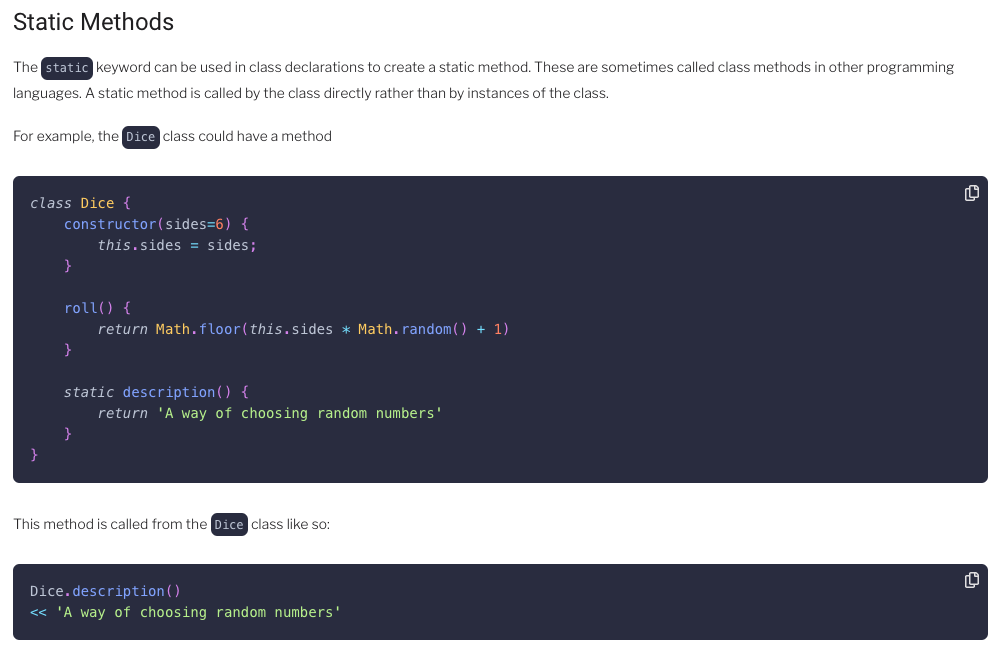 Static Methods
The static keyword can be used in class declarations to create a static method. These are sometimes called class methods in other programming
languages. A static method is called by the class directly rather than by instances of the class.
For example, the Dice class could have a method
class Dice {
    constructor(sides=6) {
        this.sides = sides;
    }

    roll() {
        return Math.floor(this.sides * Math.random() + 1)
    }

    static description() {
        return 'A way of choosing random numbers'
    }
}
This method is called from the Dice class like so:
Dice.description()
<< 'A way of choosing random numbers'